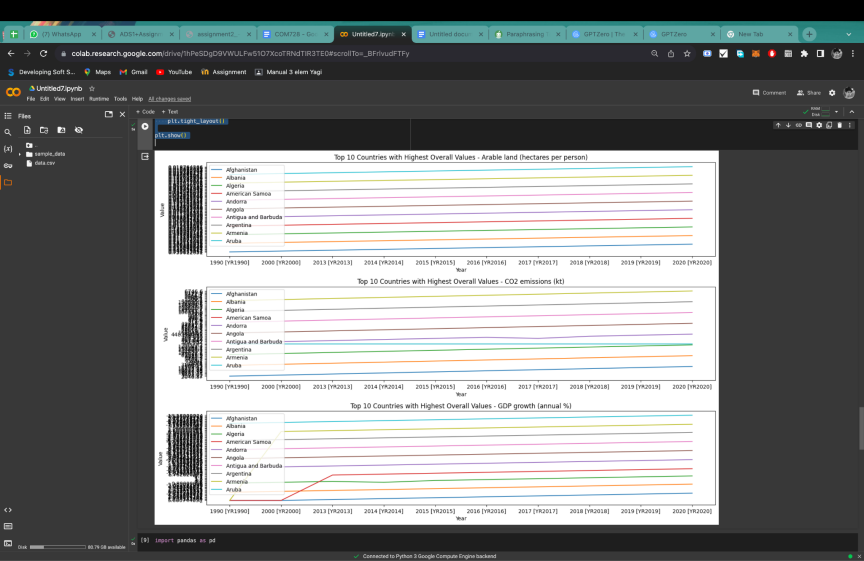 (7) WhatsApp
AOS1+Assignm
assignment2_
COM728 - Goo
Untitled7.ipynb
Untitled docu
Paraphrasing
GPTZero | The
GPTZero
New Tab
colab.research.google.com/drive/1hPeSDgD9VWULFw51O7XcoTRNdTIR3TE0#scrollTo=_BFrlvudFTFy
Developing Soft S...
Maps
Gmail
YouTube
Assignment
Manual 3 elem Yagi
Untitled7.ipynb
File Edit View Insert Runtime Tools Help All changes saved
Comment
Share
Files
+ Code + Text
RAM
Disk
sample_data
data.csv
plt.tight_layout()
plt.show()
Top 10 Countries with Highest Overall Values - Arable land (hectares per person)
Value
Afghanistan
Albania
Algeria
American Samoa
Andorra
Angola
Antigua and Barbuda
Argentina
Armenia
Aruba
1990 [YR1990] 2000 [YR2000] 2013 [YR2013] 2014 [YR2014] 2015 [YR2015] 2016 [YR2016] 2017 [YR2017] 2018 [YR2018] 2019 [YR2019] 2020 [YR2020]
Year
Top 10 Countries with Highest Overall Values - CO2 emissions (kt)
Value
Afghanistan
Albania
Algeria
American Samoa
Andorra
Angola
Antigua and Barbuda
Argentina
Armenia
Aruba
1990 [YR1990] 2000 [YR2000] 2013 [YR2013] 2014 [YR2014] 2015 [YR2015] 2016 [YR2016] 2017 [YR2017] 2018 [YR2018] 2019 [YR2019] 2020 [YR2020]
Year
Top 10 Countries with Highest Overall Values - GDP growth (annual %)
Value
Afghanistan
Albania
Algeria
American Samoa
Andorra
Angola
Antigua and Barbuda
Argentina
Armenia
Aruba
1990 [YR1990] 2000 [YR2000] 2013 [YR2013] 2014 [YR2014] 2015 [YR2015] 2016 [YR2016] 2017 [YR2017] 2018 [YR2018] 2019 [YR2019] 2020 [YR2020]
Year
[9] import pandas as pd
Disk
80.79 GB available
Connected to Python 3 Google Compute Engine backend